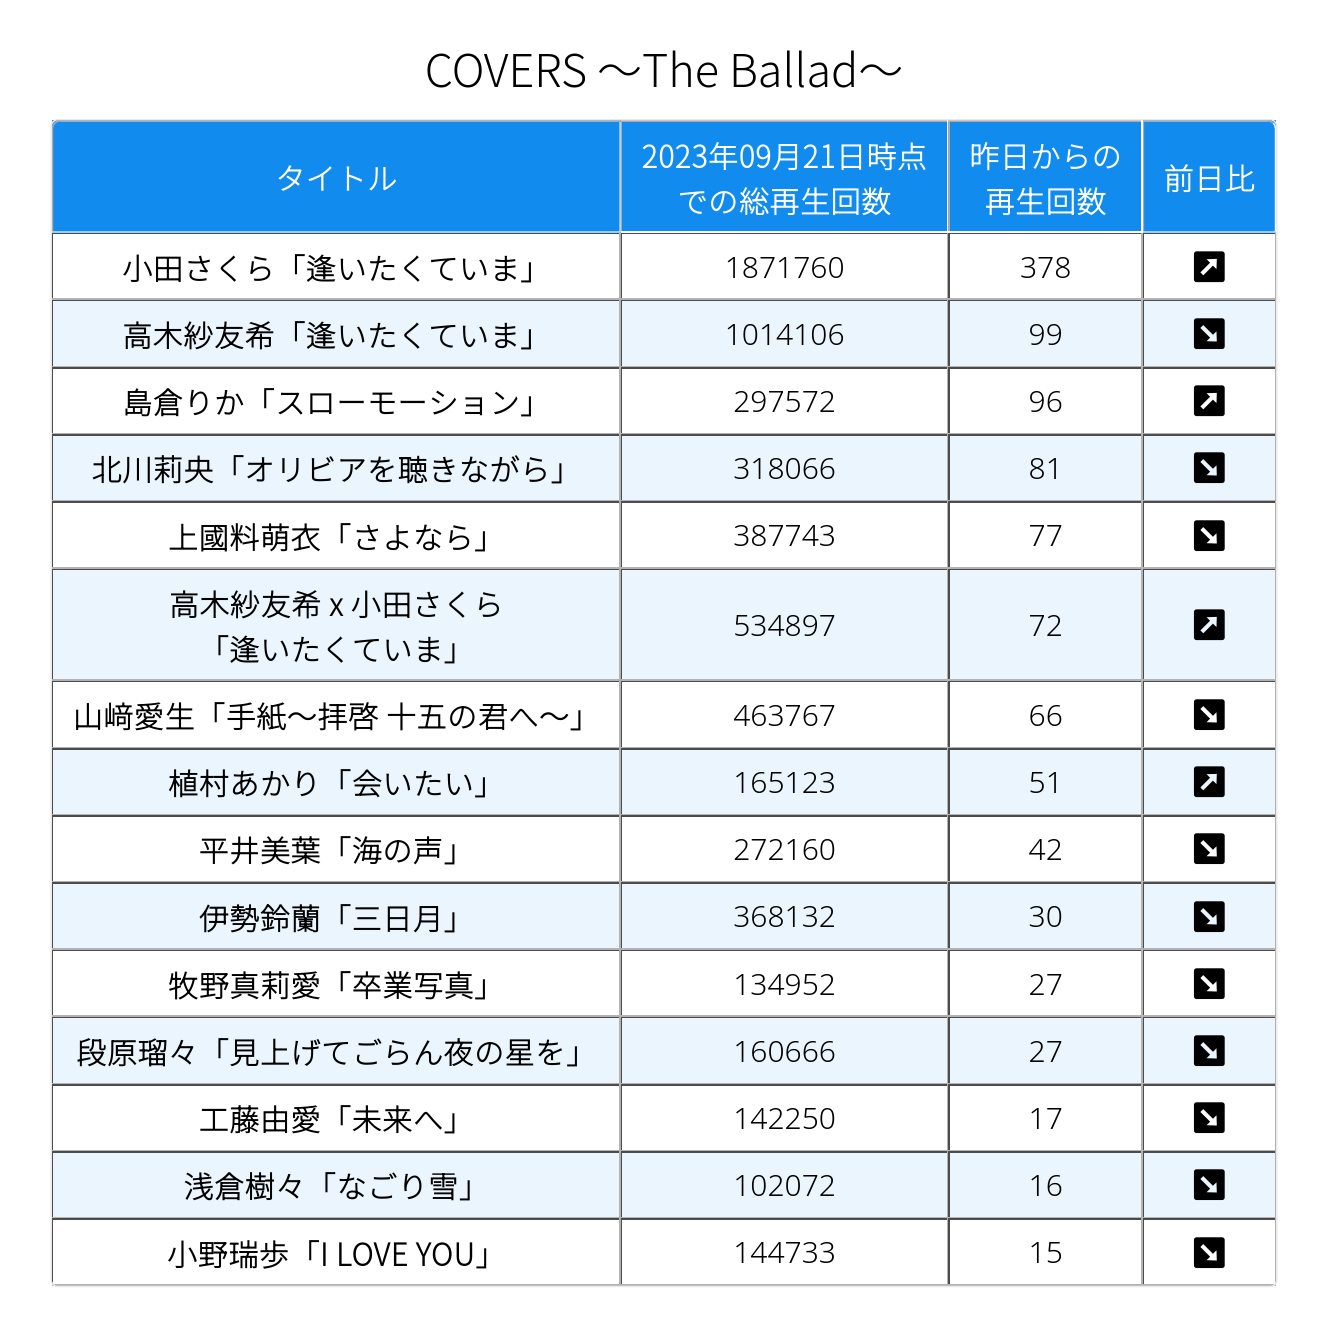 COVERS ～The Ballad～
タイトル
2023年09月21日時点
での総再生回数
昨日からの
再生回数
前日比
小田さくら「逢いたくていま」 1871760 378
高木紗友希「逢いたくていま」 1014106 99
島倉りか「スローモーション」 297572 96
北川莉央「オリビアを聴きながら」 318066 81
上國料萌衣「さよなら」 387743 77
高木紗友希 x 小田さくら
「逢いたくていま」 534897 72
山﨑愛生「手紙～拝啓 十五の君へ～」 463767 66
植村あかり「会いたい」 165123 51
平井美葉「海の声」 272160 42
伊勢鈴蘭「三日月」 368132 30
牧野真莉愛「卒業写真」 134952 27
段原瑠々「見上げてごらん夜の星を」 160666 27
工藤由愛「未来へ」 142250 17
浅倉樹々「なごり雪」 102072 16
小野瑞歩「I LOVE YOU」 144733 15